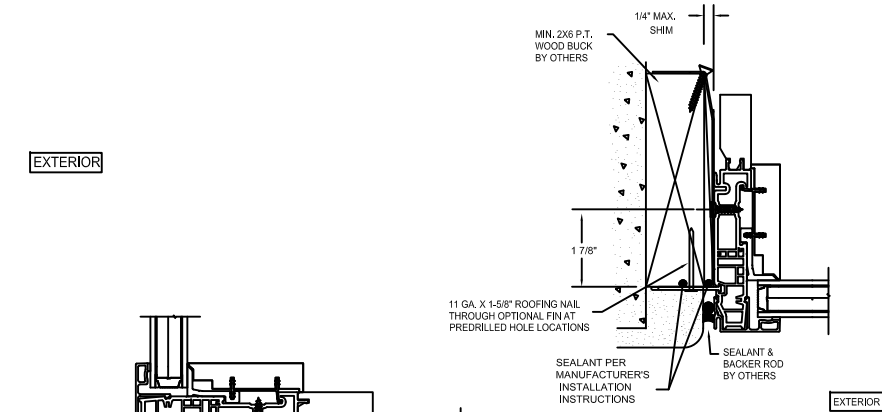 1/4" MAX.
SHIM
MIN. 2X6 P.T.
WOOD BUCK
BY OTHERS
EXTERIOR
1 7/8"
11 GA. X 1-5/8" ROOFING NAIL
THROUGH OPTIONAL FIN AT
PREDRILLED HOLE LOCATIONS
SEALANT PER
MANUFACTURER'S
INSTALLATION
INSTRUCTIONS
SEALANT &
BACKER ROD
BY OTHERS
EXTERIOR